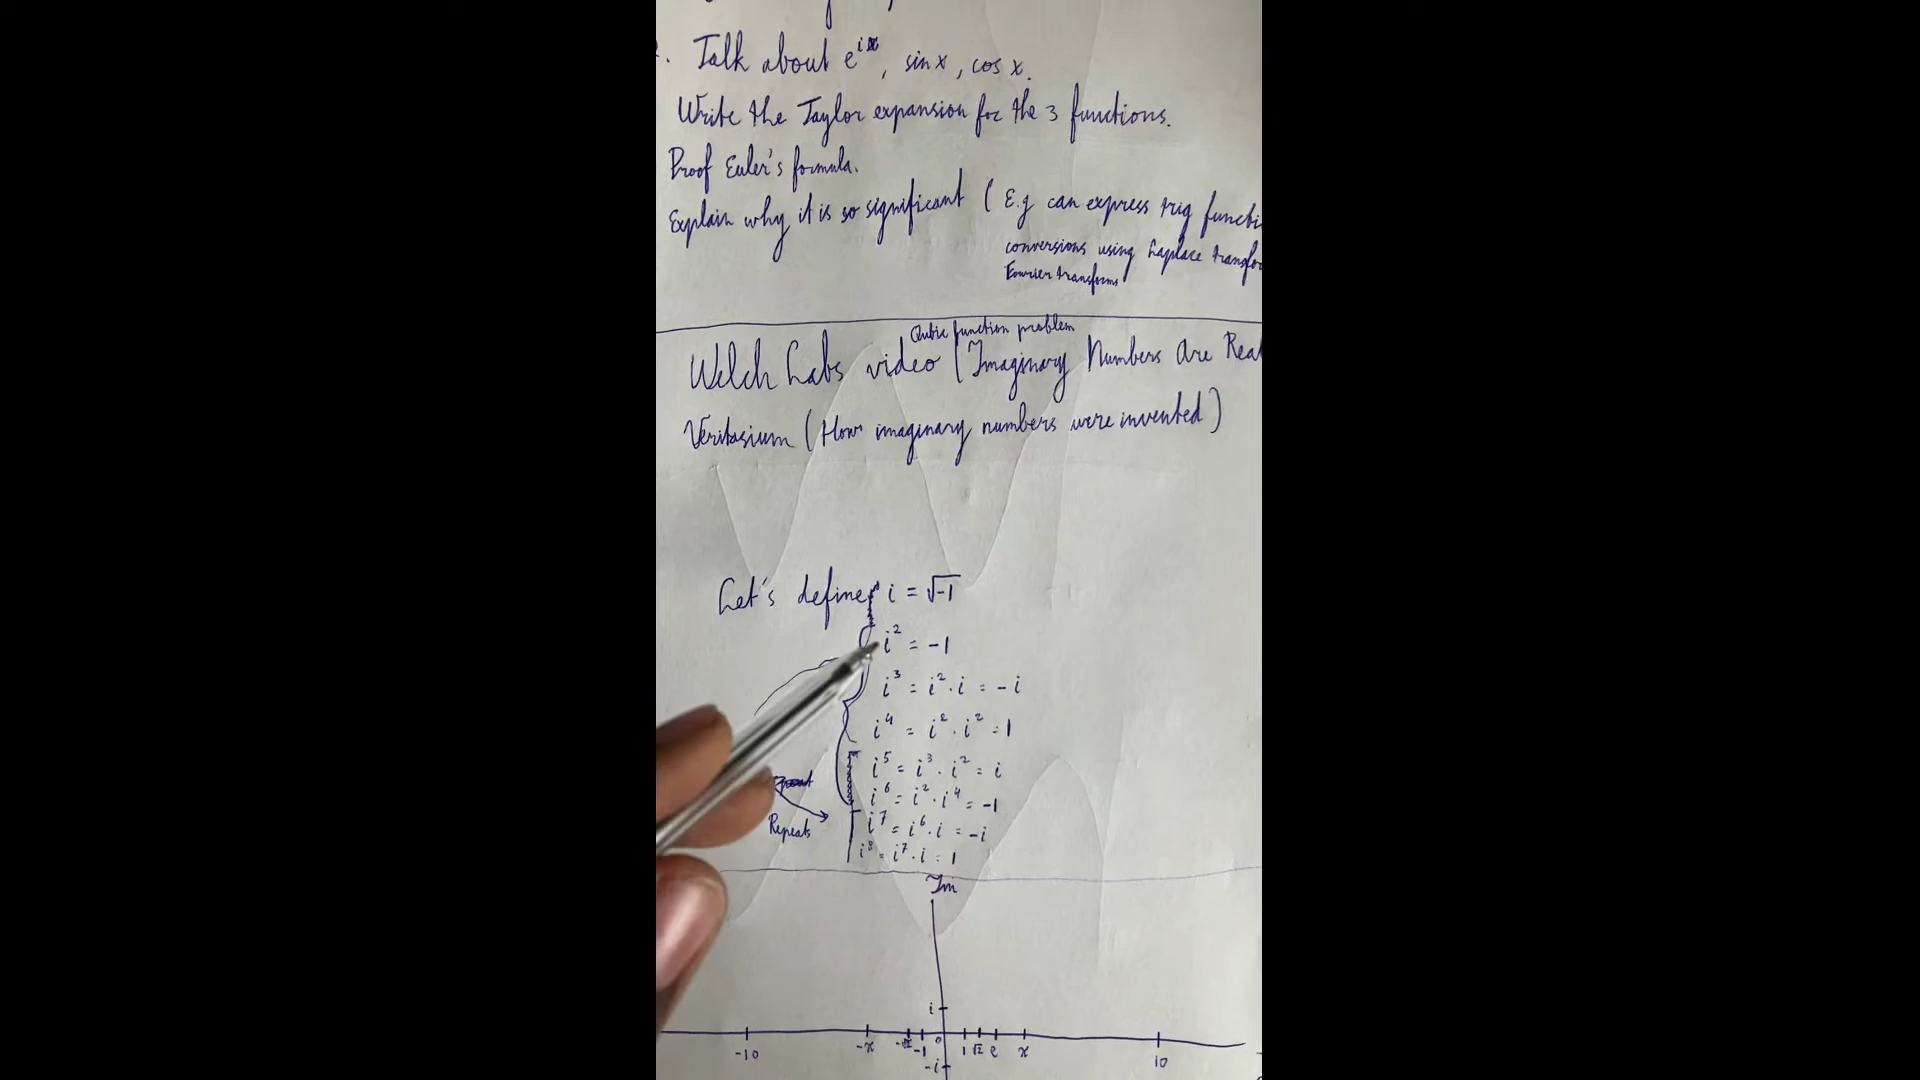 Talk about e^ix, sin x, cos x.
Write the Taylor expansion for the 3 functions.
Proof Euler's formula.
Explain why it is so significant (E.g can express trig functi
conversions using Laplace transfo
Fourier transforms
Qubic function problem
Welch Labs video (Imaginary Numbers Are Real
Veritasium (How imaginary numbers were invented)
Let's define i = √-1
i² = -1
i³ = i² · i = -i
i⁴ = i² · i² = 1
i⁵ = i³ · i² = i
i⁶ = i² · i⁴ = -1
i⁷ = i⁶ · i = -i
Repeats
i⁸ = i⁷ · i = 1
Im
i
-10 -π -√2 -1 0 1 √2 e π 10
-i